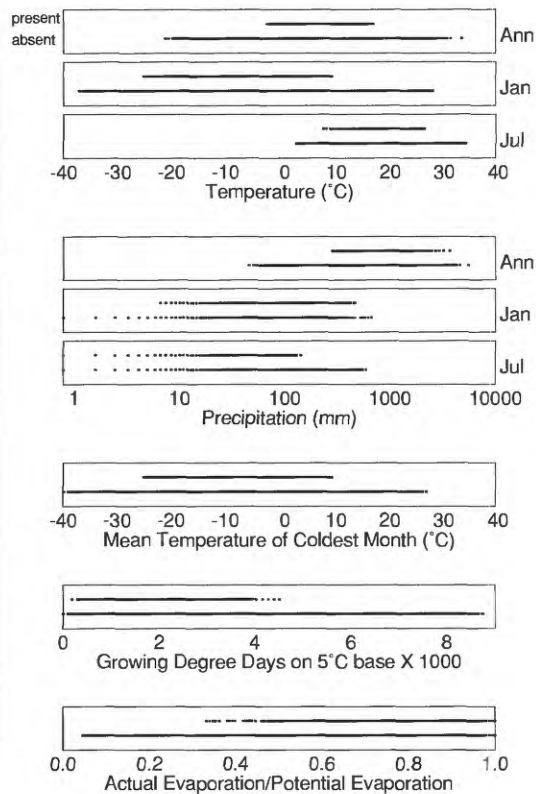 present
absent
Ann
Jan
Jul
-40 -30 -20 -10 0 10 20 30 40
Temperature (°C)
Ann
Jan
Jul
1 10 100 1000 10000
Precipitation (mm)
-40 -30 -20 -10 0 10 20 30 40
Mean Temperature of Coldest Month (°C)
0 2 4 6 8
Growing Degree Days on 5°C base X 1000
0.0 0.2 0.4 0.6 0.8 1.0
Actual Evaporation/Potential Evaporation